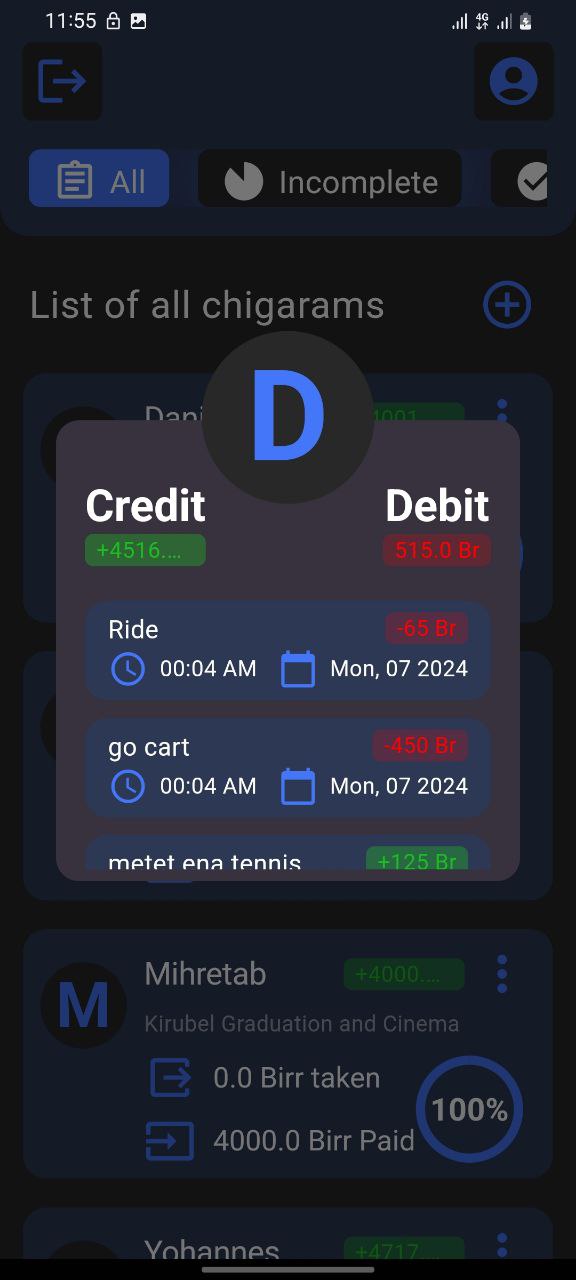 11:55
4G
All
Incomplete
List of all chigarams
D
Credit
Debit
+4516....
515.0 Br
Ride
-65 Br
00:04 AM
Mon, 07 2024
go cart
-450 Br
00:04 AM
Mon, 07 2024
metet ena tennis
+125 Br
M
Mihretab
+4000....
Kirubel Graduation and Cinema
0.0 Birr taken
4000.0 Birr Paid
100%
Yohannes
+4717....